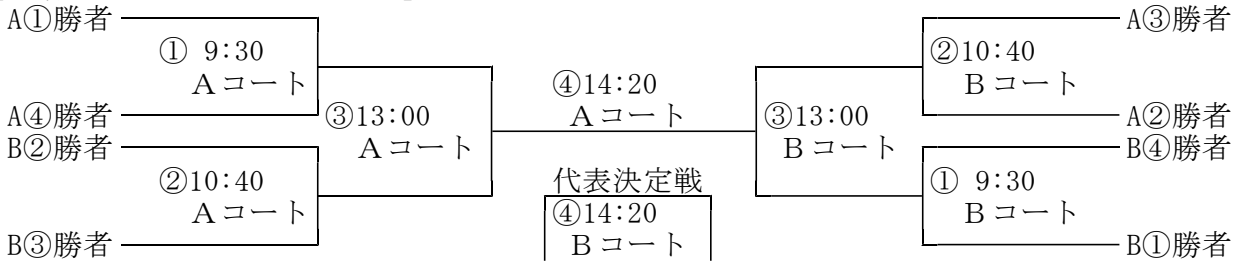 A①勝者
① 9:30
Aコート
A④勝者
B②勝者
②10:40
Aコート
B③勝者
③13:00
Aコート
④14:20
Aコート
代表決定戦
④14:20
Bコート
③13:00
Bコート
A③勝者
②10:40
Bコート
A②勝者
B④勝者
① 9:30
Bコート
B①勝者